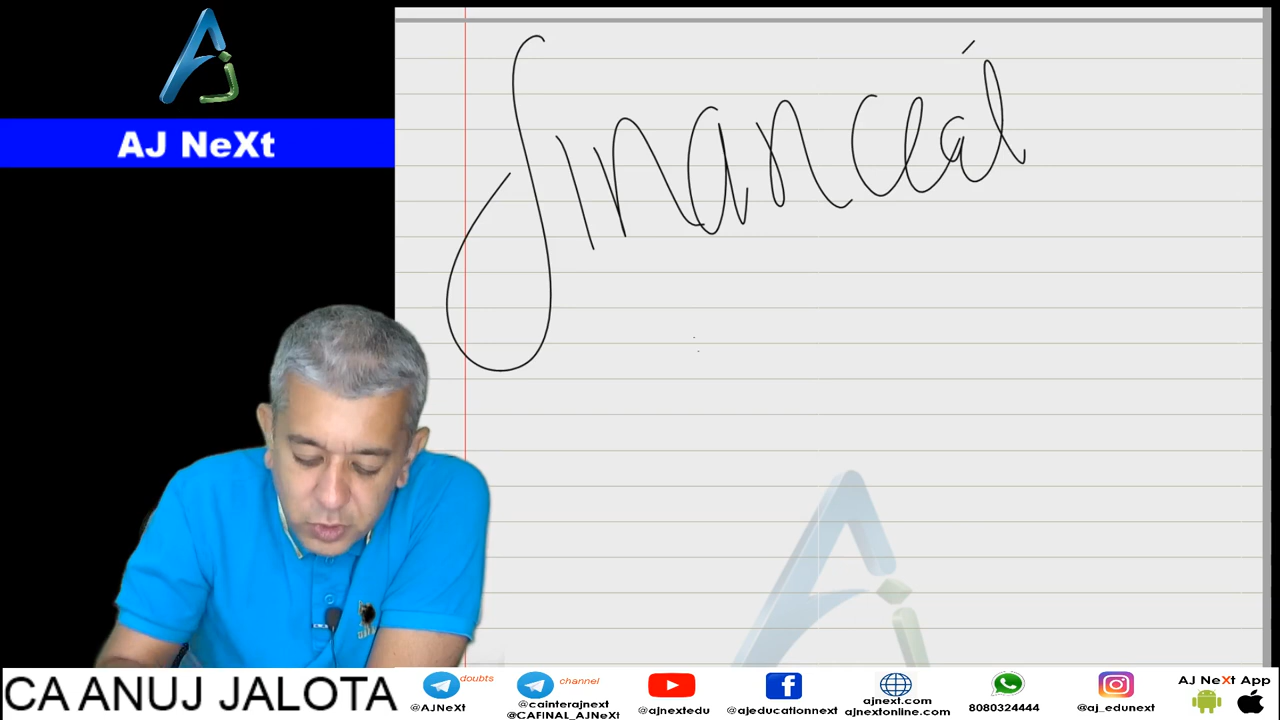 AJ NeXt
Financial
CA ANUJ JALOTA
doubts
@AJNeXt
channel
@cainterajnext
@CAFINAL_AJNeXt
@ajnextedu
@ajeducationnext
ajnext.com
ajnextonline.com
8080324444
@aj_edunext
AJ NeXt App